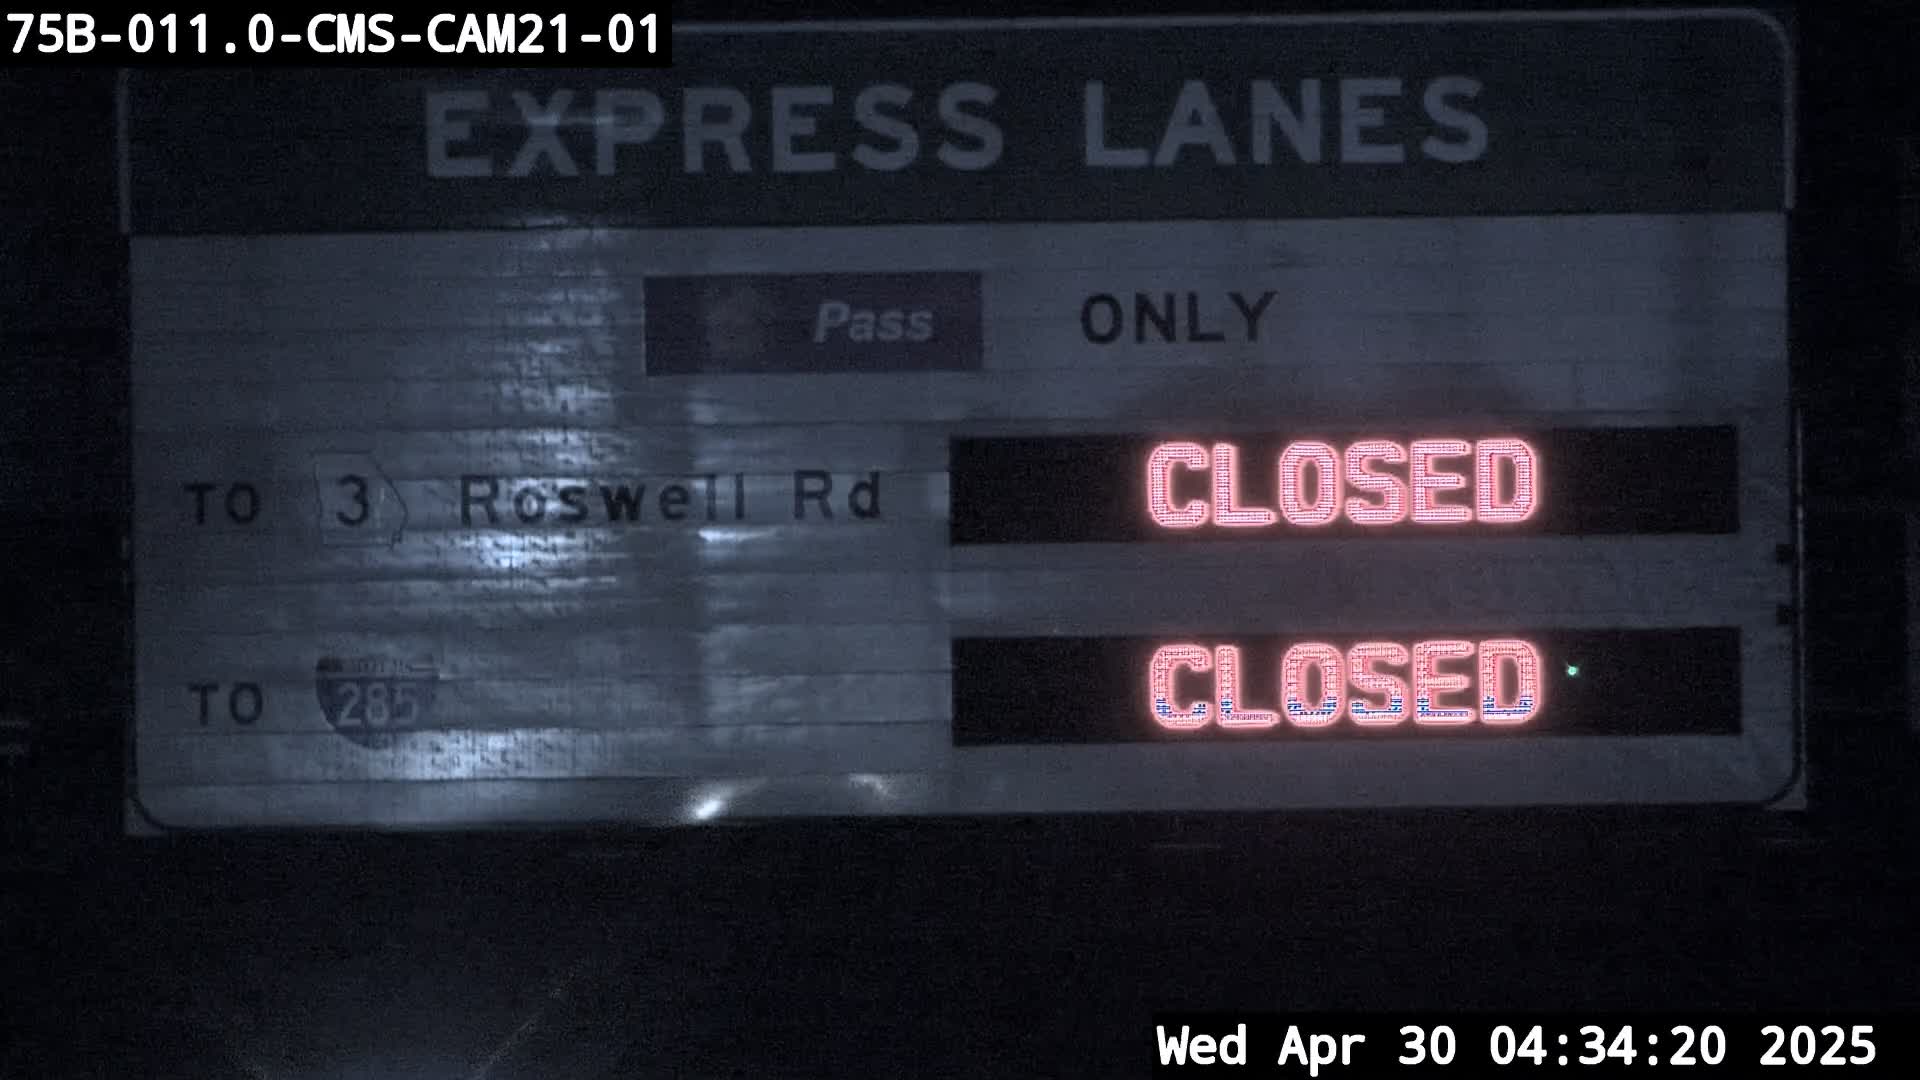 75B-011.0-CMS-CAM21-01
EXPRESS LANES
Pass ONLY
TO 3 Roswell Rd CLOSED
TO 285 CLOSED
Wed Apr 30 04:34:20 2025